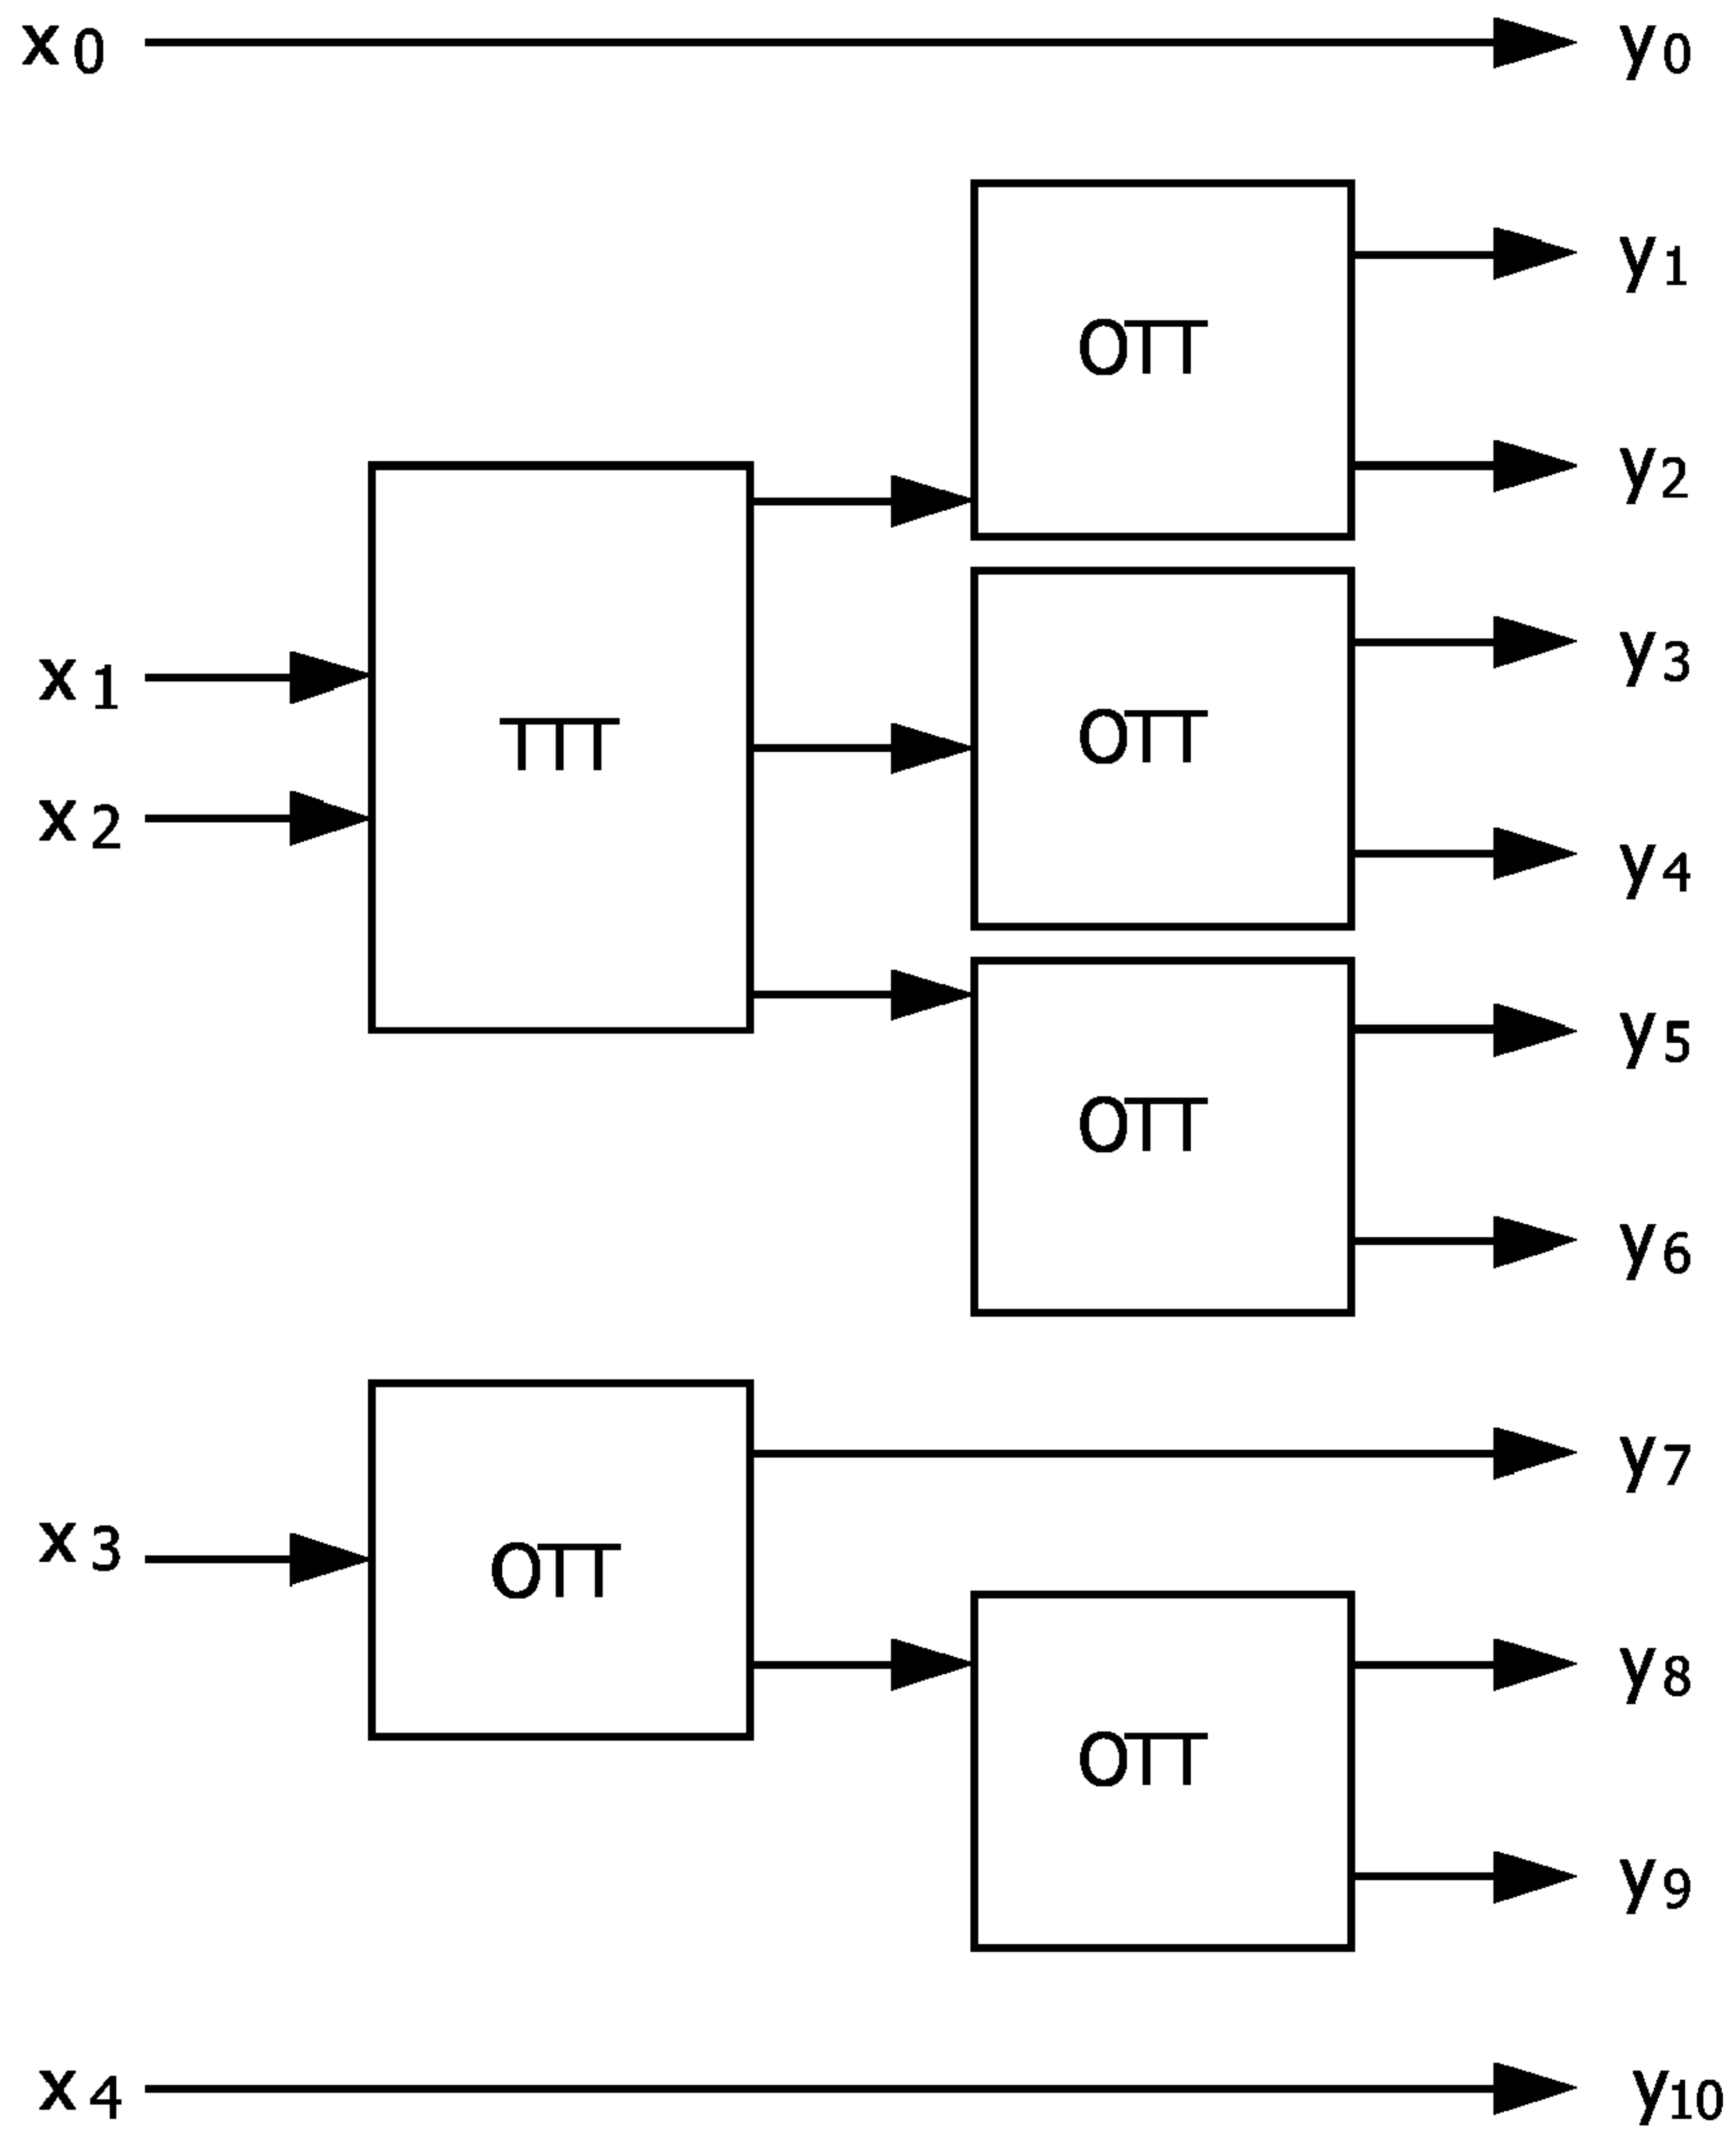 x0 y0
OTT y1
y2
x1 TTT OTT y3
x2 y4
OTT y5
y6
x3 OTT y7
OTT y8
y9
x4 y10